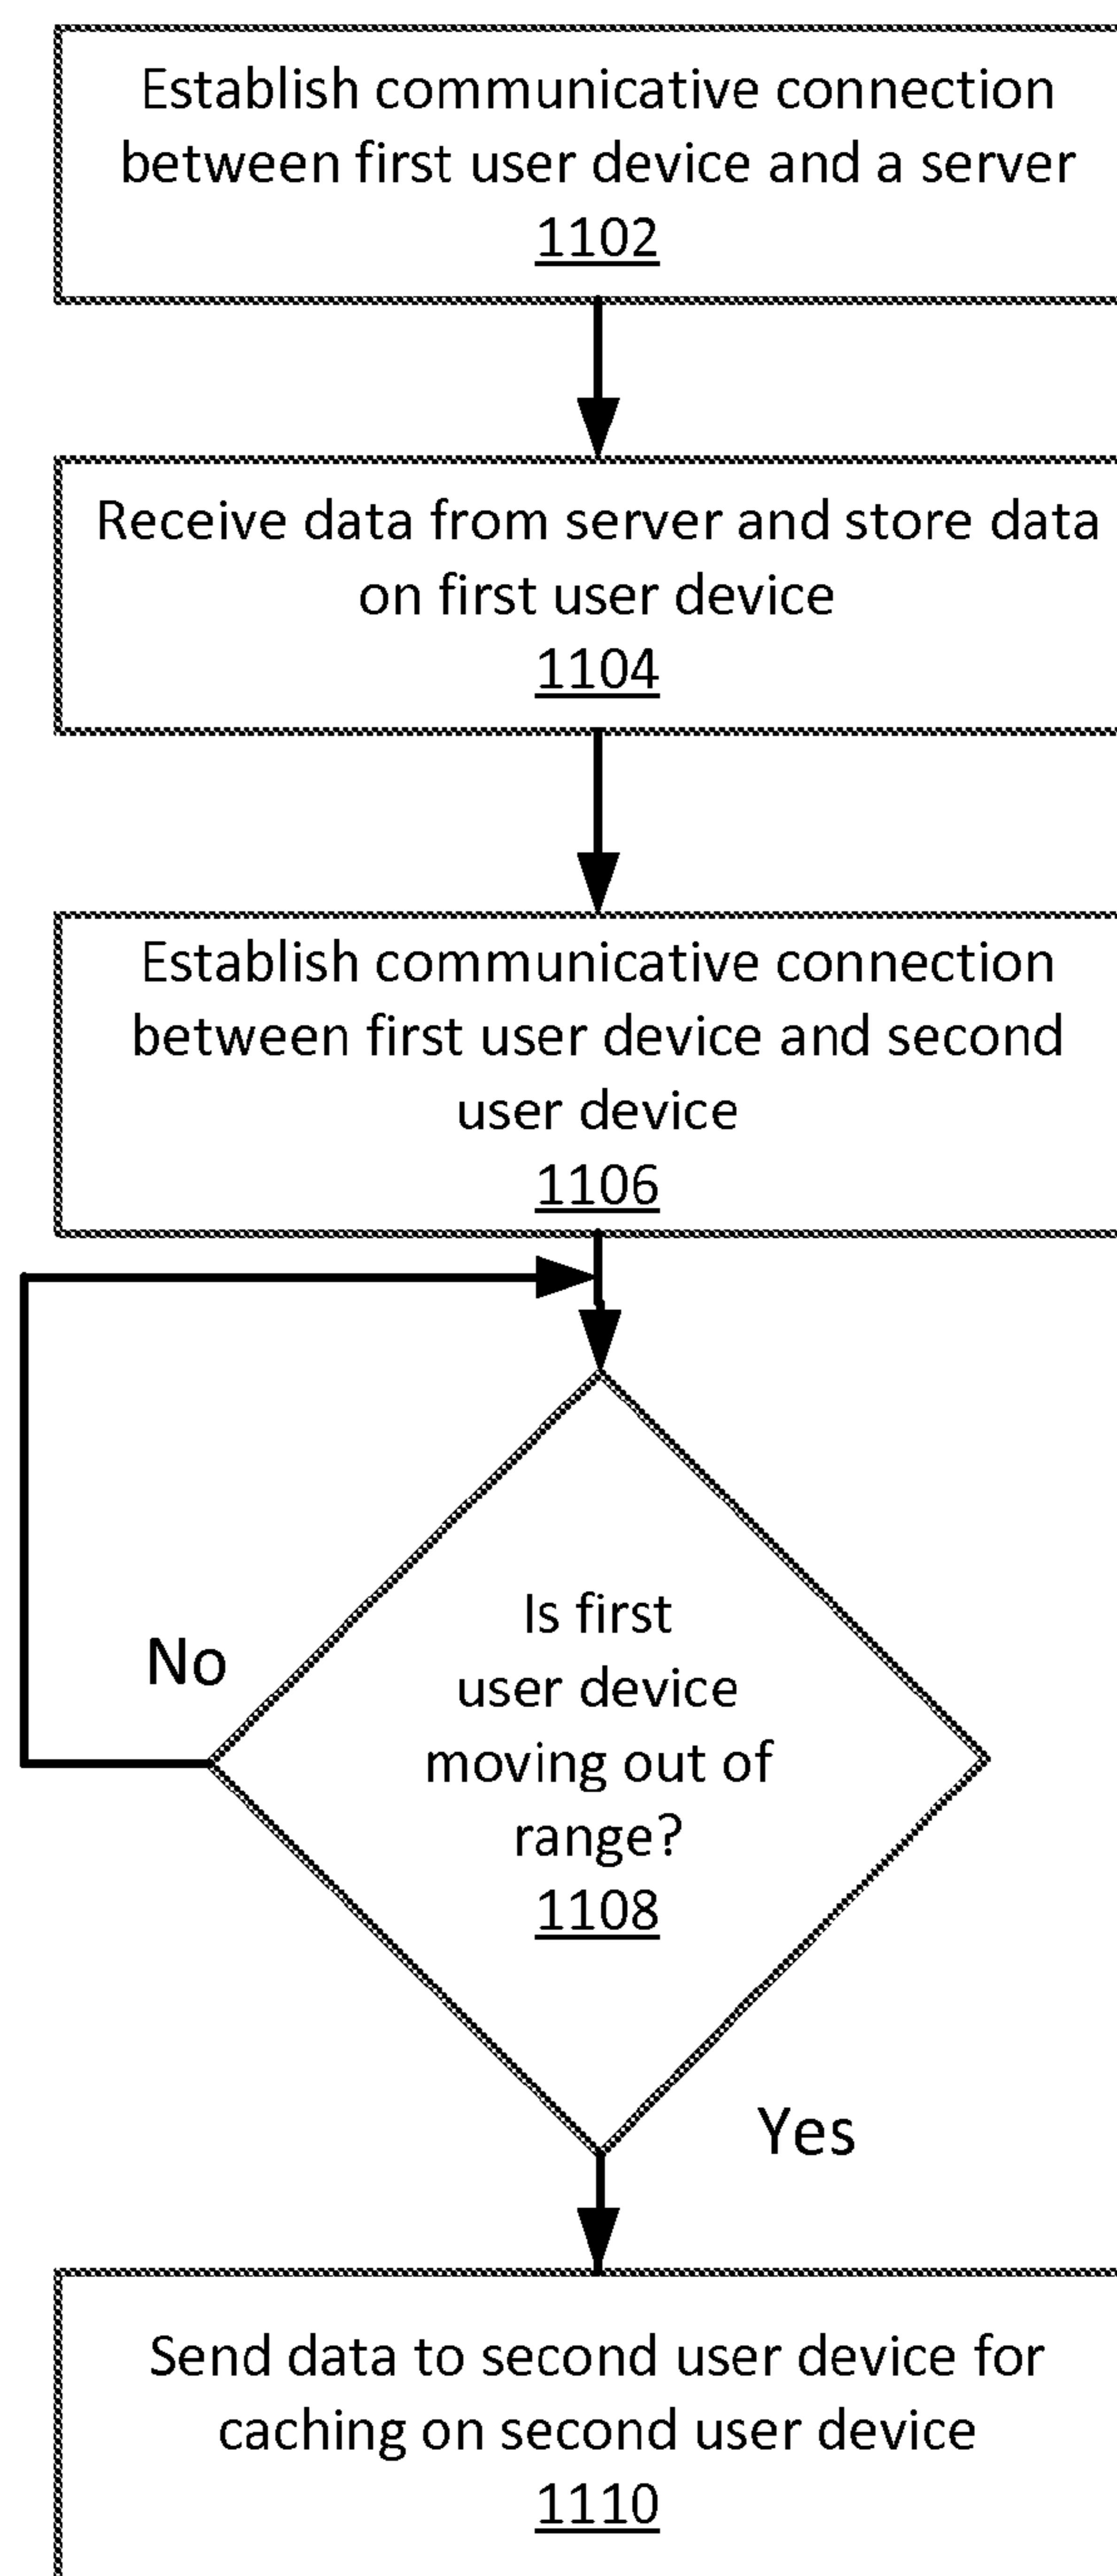 Establish communicative connection
between first user device and a server
1102
Receive data from server and store data
on first user device
1104
Establish communicative connection
between first user device and second
user device
1106
Is first
user device
moving out of
range?
1108
No
Yes
Send data to second user device for
caching on second user device
1110